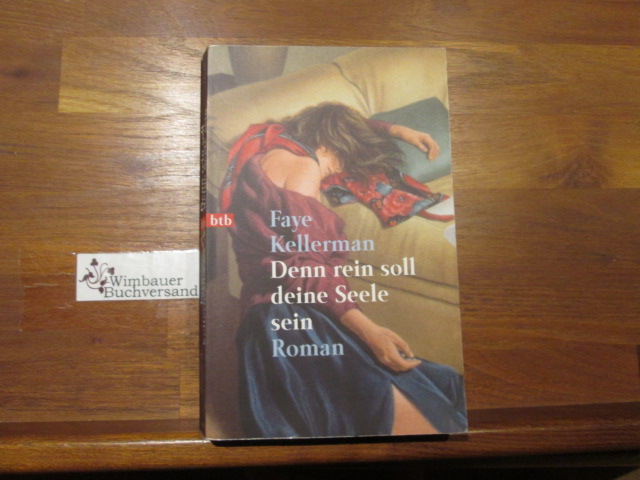 btb
Faye
Kellerman
Denn rein soll
deine Seele
sein
Roman
Wimbauer
Buchversand